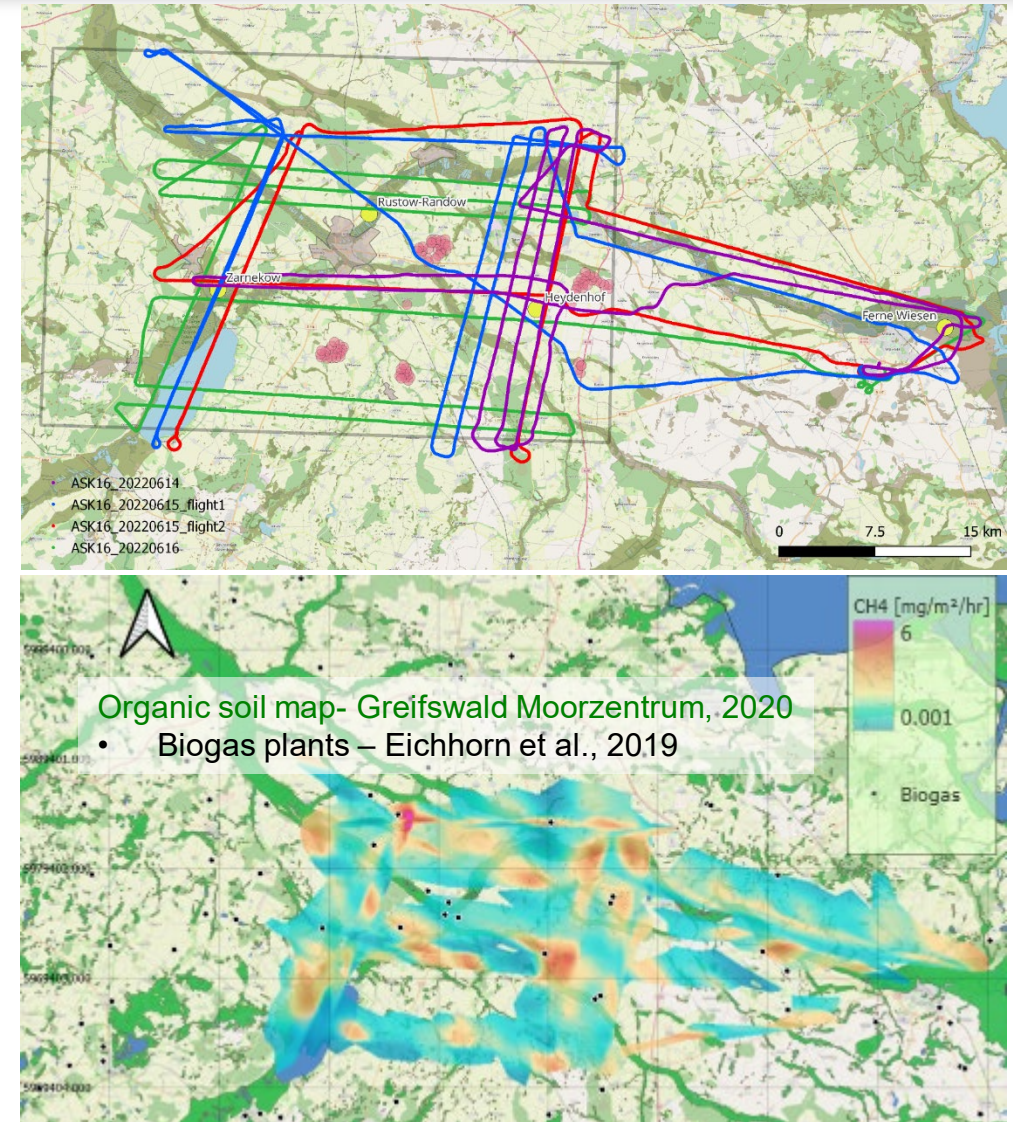 Rustow-Randow
Zarnekow
Heydenhof
Ferne Wiesen
ASK16_20220614
ASK16_20220615_flight1
ASK16_20220615_flight2
ASK16_20220616
0 7.5 15 km
CH4 [mg/m²/hr]
6
0.001
Biogas
Organic soil map- Greifswald Moorzentrum, 2020
• Biogas plants – Eichhorn et al., 2019